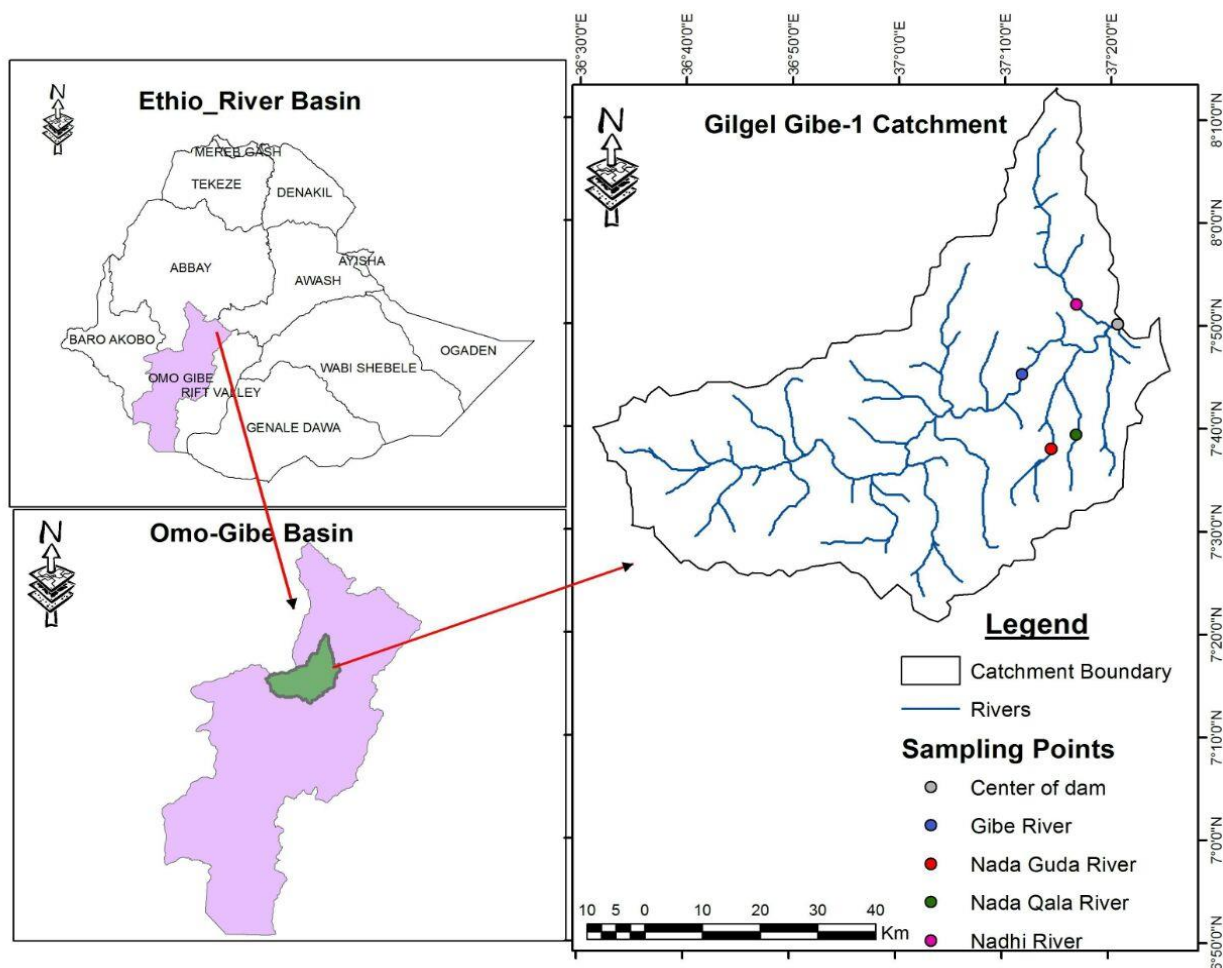 N
Ethio_River Basin
MEREB GASH
TEKEZE
DENAKIL
AYISHA
ABBAY
AWASH
BARO AKOBO
OGADEN
WABI SHEBELE
OMO GIBE
RIFT VALLEY
GENALE DAWA
N
Omo-Gibe Basin
36°30'0"E
36°40'0"E
36°50'0"E
37°0'0"E
37°10'0"E
37°20'0"E
N
Gilgel Gibe-1 Catchment
8°10'0"N
8°0'0"N
7°50'0"N
7°40'0"N
7°30'0"N
7°20'0"N
7°10'0"N
7°0'0"N
6°50'0"N
Legend
Catchment Boundary
Rivers
Sampling Points
Center of dam
Gibe River
Nada Guda River
Nada Qala River
Nadhi River
10 5 0 10 20 30 40
Km